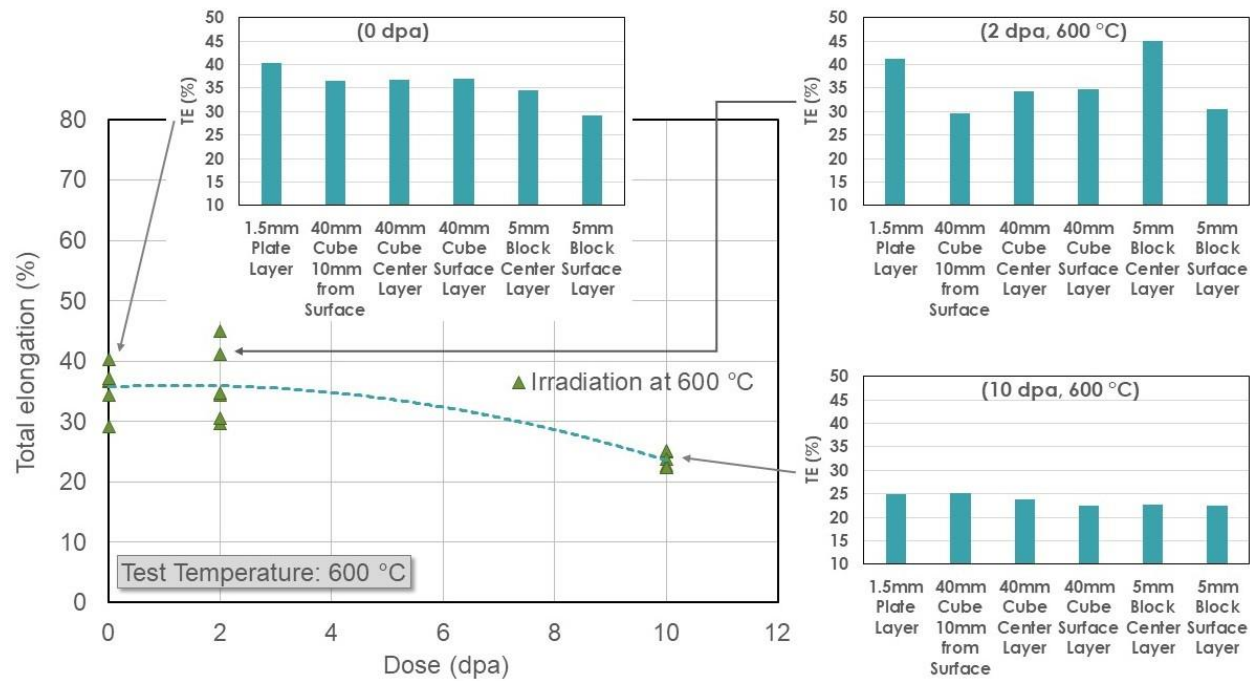 80
70
60
50
40
30
20
10
0
Total elongation (%)
0 2 4 6 8 10 12
Dose (dpa)
Irradiation at 600 °C
Test Temperature: 600 °C
(0 dpa)
50
45
40
35
30
25
20
15
10
TE (%)
1.5mm Plate Layer
40mm Cube 10mm from Surface
40mm Cube Center Layer
40mm Cube Surface Layer
5mm Block Center Layer
5mm Block Surface Layer
(2 dpa, 600 °C)
50
45
40
35
30
25
20
15
10
TE (%)
1.5mm Plate Layer
40mm Cube 10mm from Surface
40mm Cube Center Layer
40mm Cube Surface Layer
5mm Block Center Layer
5mm Block Surface Layer
(10 dpa, 600 °C)
50
45
40
35
30
25
20
15
10
TE (%)
1.5mm Plate Layer
40mm Cube 10mm from Surface
40mm Cube Center Layer
40mm Cube Surface Layer
5mm Block Center Layer
5mm Block Surface Layer